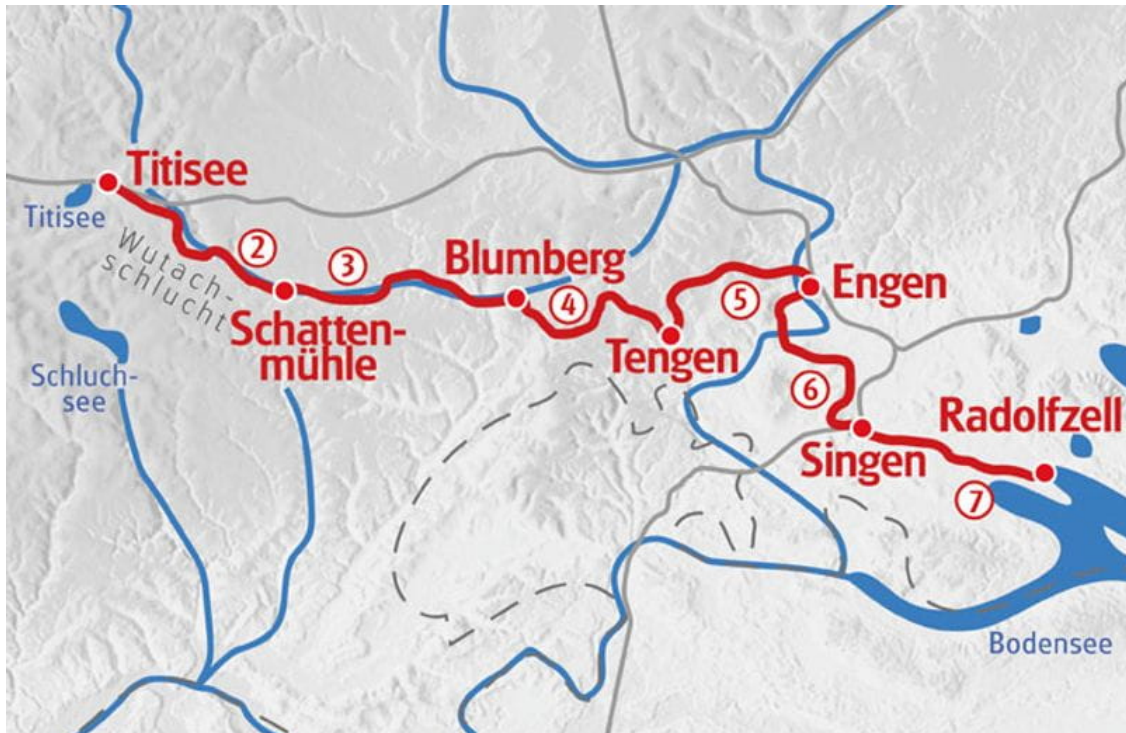 Titisee
Titisee
Wutach-
schlucht
2
3
Schatten-
mühle
Blumberg
4
Tengen
5
Engen
Schluch-
see
6
Singen
Radolfzell
7
Bodensee